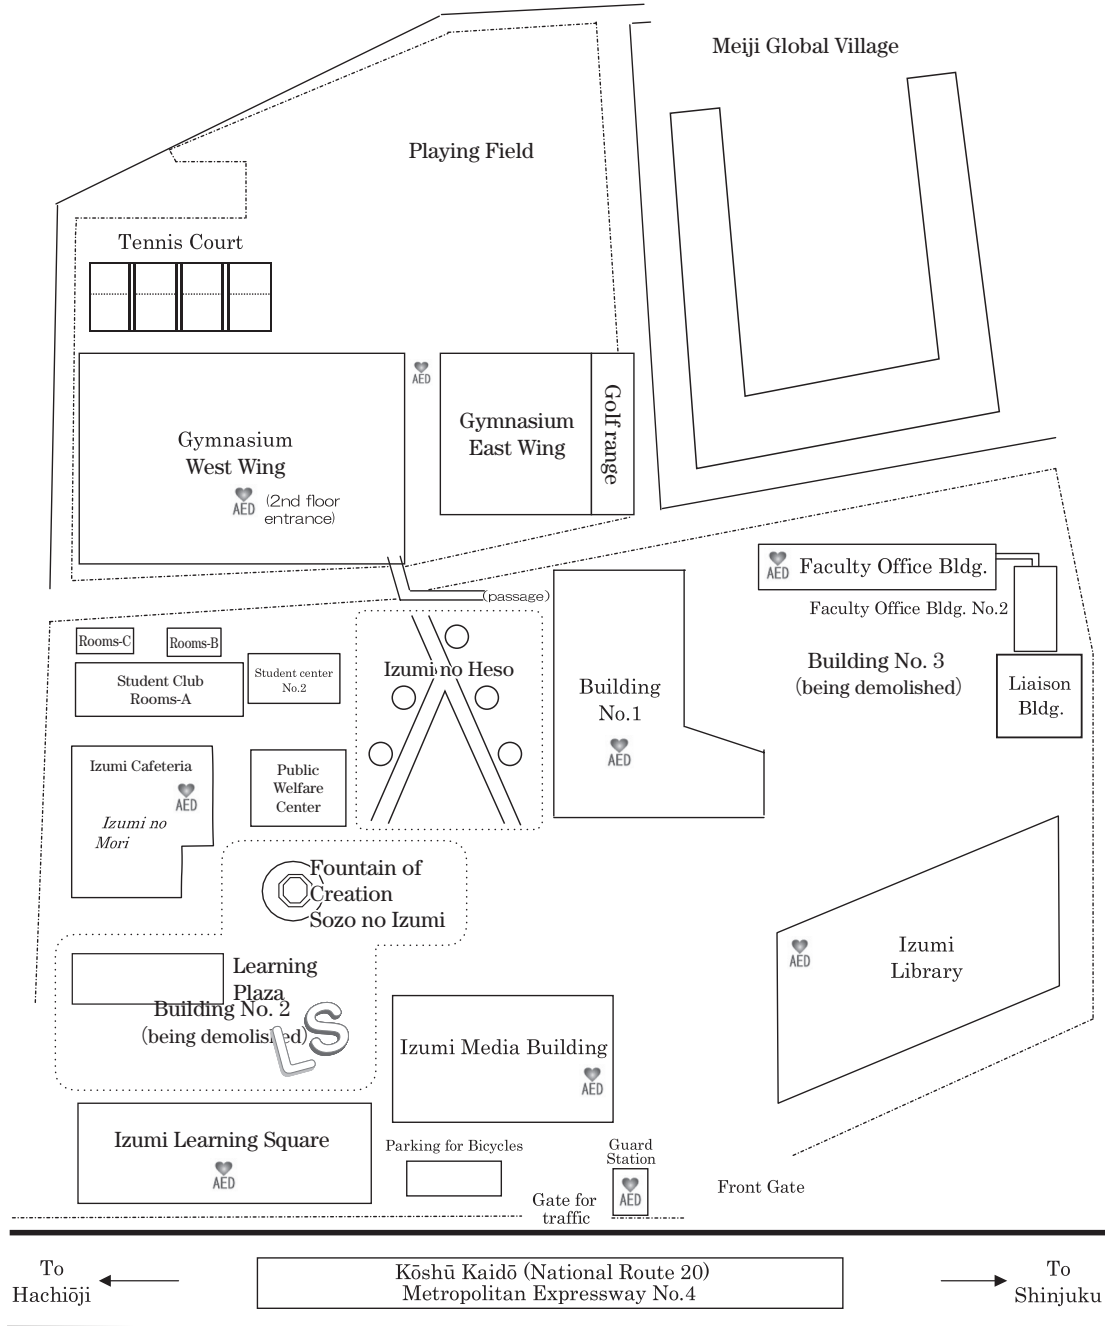 Meiji Global Village
Playing Field
Tennis Court
AED
Gymnasium
West Wing
AED
(2nd floor
entrance)
Gymnasium
East Wing
Golf range
(passage)
AED
Faculty Office Bldg.
Faculty Office Bldg. No.2
Building No. 3
(being demolished)
Liaison
Bldg.
Rooms-C
Rooms-B
Student Club
Rooms-A
Student center
No.2
Izumi no Heso
Building
No.1
AED
Izumi Cafeteria
AED
Izumi no
Mori
Public
Welfare
Center
Fountain of
Creation
Sozo no Izumi
Learning
Plaza
Building No. 2
(being demolished)
LS
AED
Izumi
Library
Izumi Media Building
AED
Izumi Learning Square
AED
Parking for Bicycles
Guard
Station
AED
Gate for
traffic
Front Gate
To
Hachiōji
Kōshū Kaidō (National Route 20)
Metropolitan Expressway No.4
To
Shinjuku